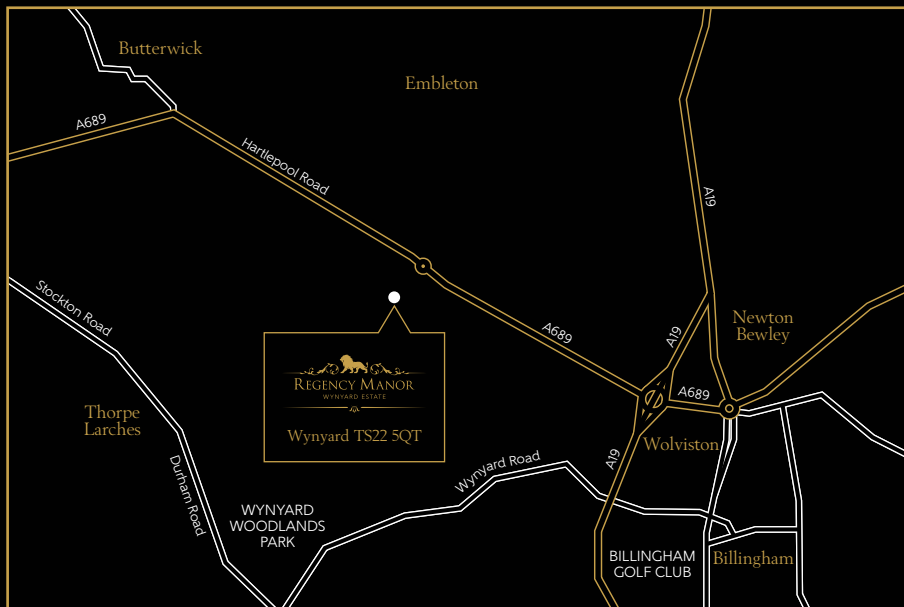 Butterwick
Embleton
A689
Hartlepool Road
A19
Stockton Road
A689
A19
Newton
Bewley
REGENCY MANOR
WYNYARD ESTATE
Wynyard TS22 5QT
A689
Thorpe
Larches
Wolviston
Durham Road
Wynyard Road
A19
WYNYARD
WOODLANDS
PARK
BILLINGHAM
GOLF CLUB
Billingham